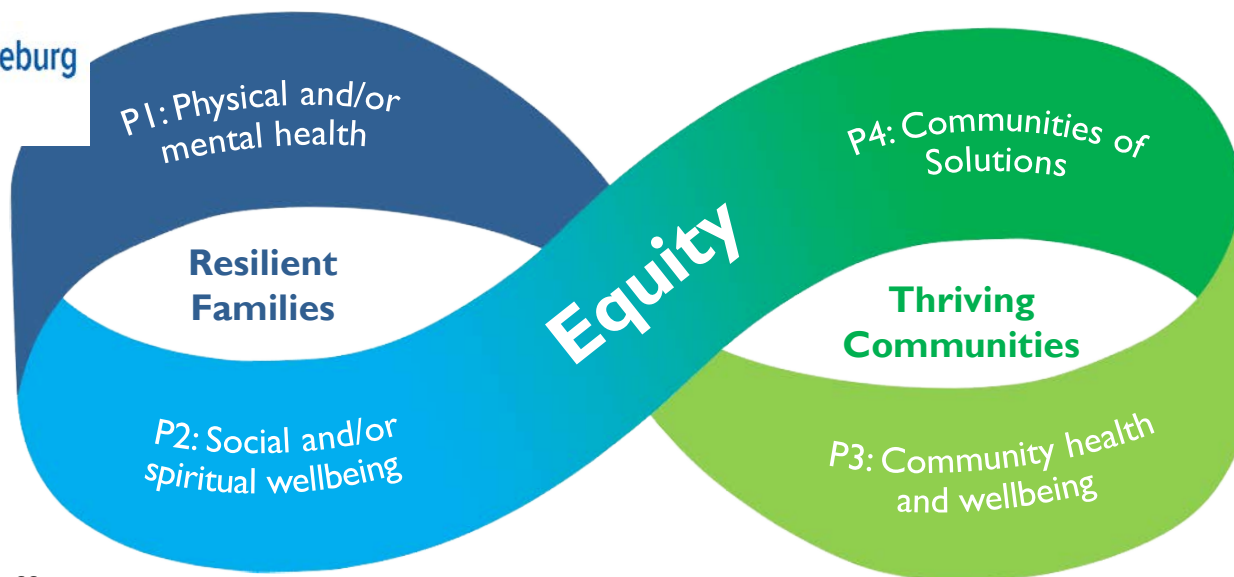 eburg
P1: Physical and/or
mental health
Resilient
Families
P2: Social and/or
spiritual wellbeing
Equity
P4: Communities of
Solutions
Thriving
Communities
P3: Community health
and wellbeing